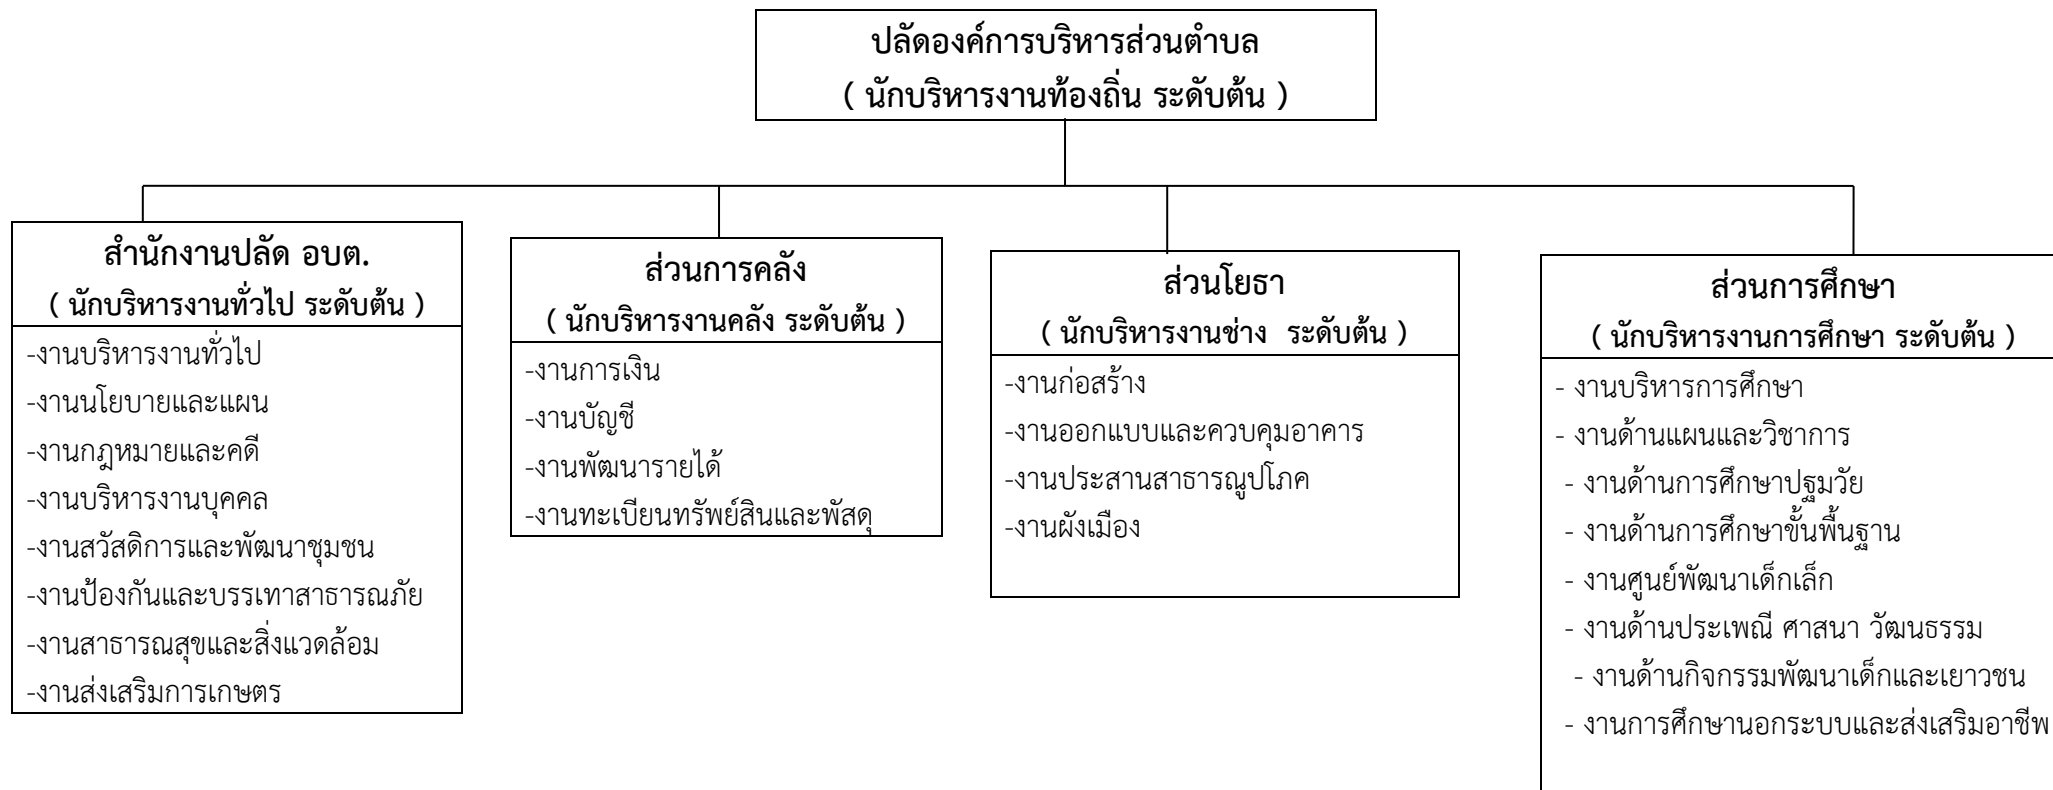 ปลัดองค์การบริหารส่วนตำบล
( นักบริหารงานท้องถิ่น ระดับต้น )
สำนักงานปลัด อบต.
( นักบริหารงานทั่วไป ระดับต้น )
-งานบริหารงานทั่วไป
-งานนโยบายและแผน
-งานกฎหมายและคดี
-งานบริหารงานบุคคล
-งานสวัสดิการและพัฒนาชุมชน
-งานป้องกันและบรรเทาสาธารณภัย
-งานสาธารณสุขและสิ่งแวดล้อม
-งานส่งเสริมการเกษตร
ส่วนการคลัง
( นักบริหารงานคลัง ระดับต้น )
-งานการเงิน
-งานบัญชี
-งานพัฒนารายได้
-งานทะเบียนทรัพย์สินและพัสดุ
ส่วนโยธา
( นักบริหารงานช่าง  ระดับต้น )
-งานก่อสร้าง
-งานออกแบบและควบคุมอาคาร
-งานประสานสาธารณูปโภค
-งานผังเมือง
ส่วนการศึกษา
( นักบริหารงานการศึกษา ระดับต้น )
- งานบริหารการศึกษา
- งานด้านแผนและวิชาการ
- งานด้านการศึกษาปฐมวัย
- งานด้านการศึกษาขั้นพื้นฐาน
- งานศูนย์พัฒนาเด็กเล็ก
- งานด้านประเพณี ศาสนา วัฒนธรรม
- งานด้านกิจกรรมพัฒนาเด็กและเยาวชน
- งานการศึกษานอกระบบและส่งเสริมอาชีพ